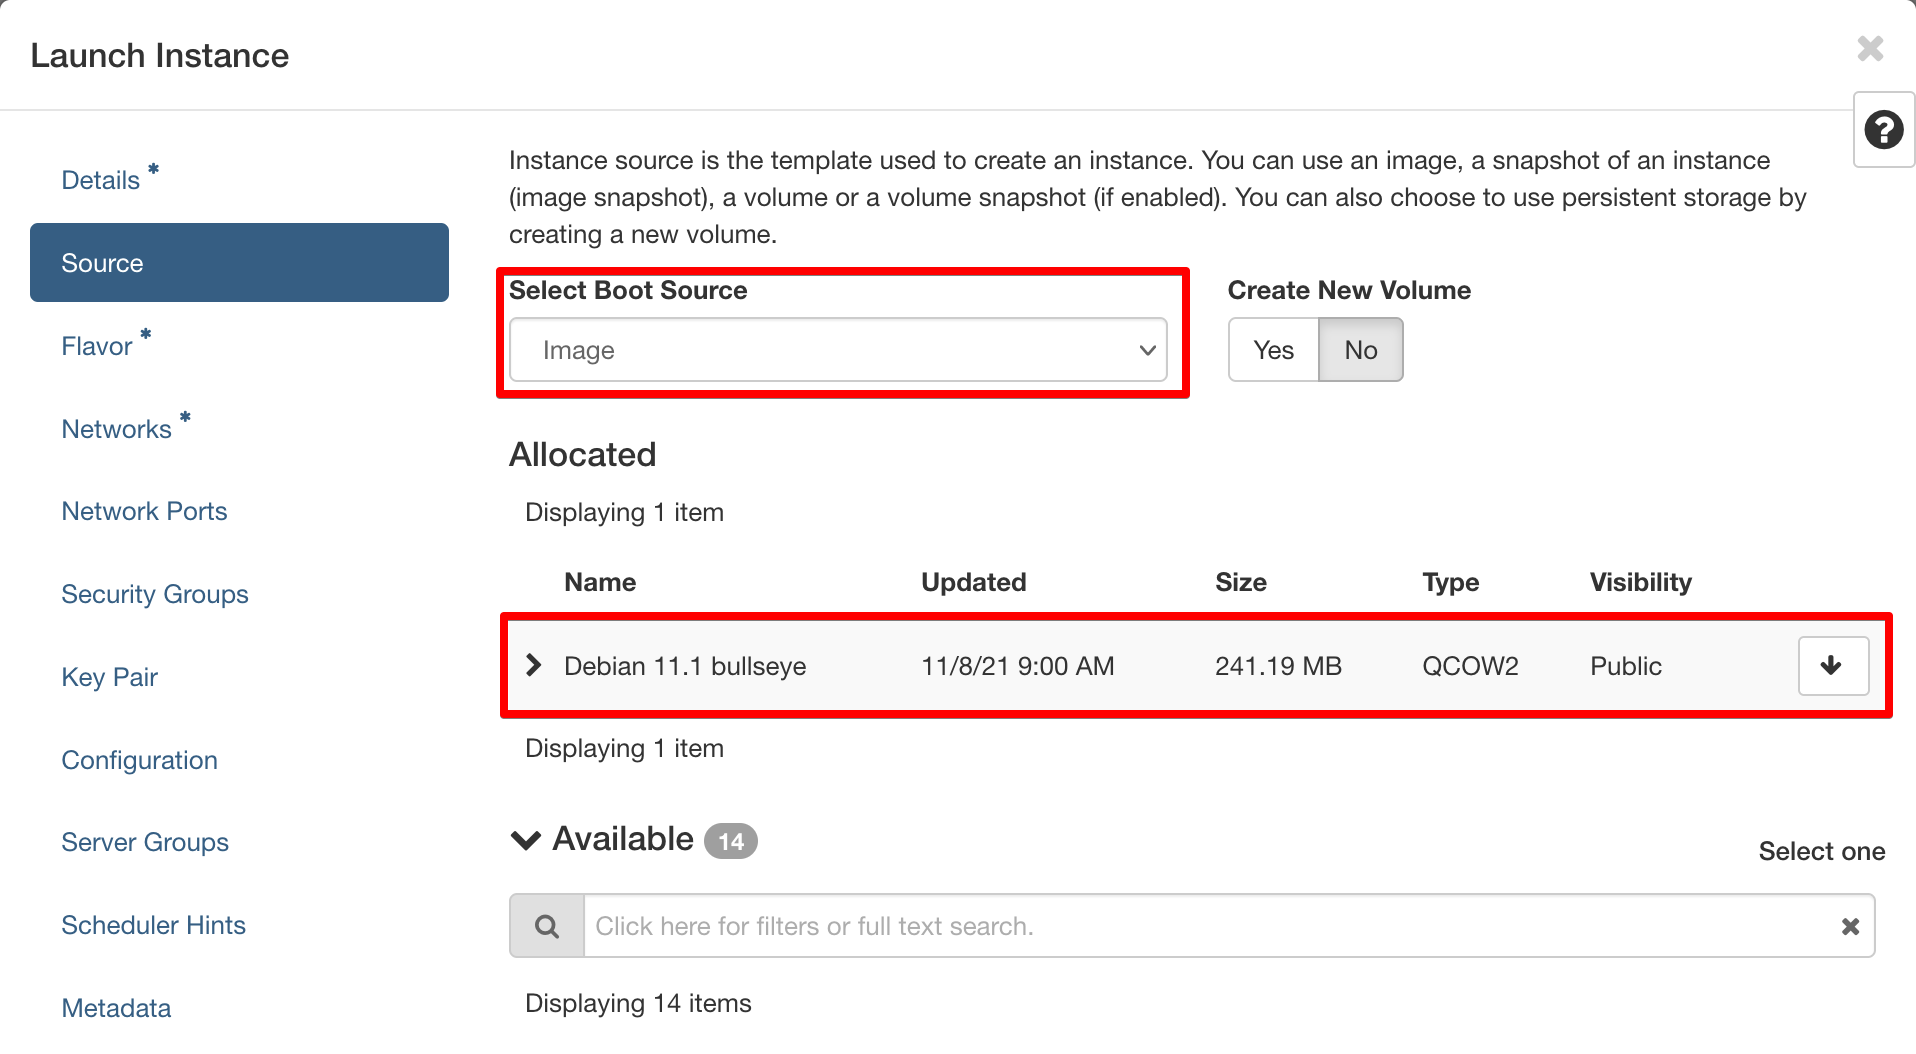 Launch Instance
Details *
Source
Flavor *
Networks *
Network Ports
Security Groups
Key Pair
Configuration
Server Groups
Scheduler Hints
Metadata
Instance source is the template used to create an instance. You can use an image, a snapshot of an instance
(image snapshot), a volume or a volume snapshot (if enabled). You can also choose to use persistent storage by
creating a new volume.
Select Boot Source
Image
Create New Volume
Yes No
Allocated
Displaying 1 item
Name Updated Size Type Visibility
Debian 11.1 bullseye 11/8/21 9:00 AM 241.19 MB QCOW2 Public
Displaying 1 item
Available 14
Select one
Click here for filters or full text search.
Displaying 14 items